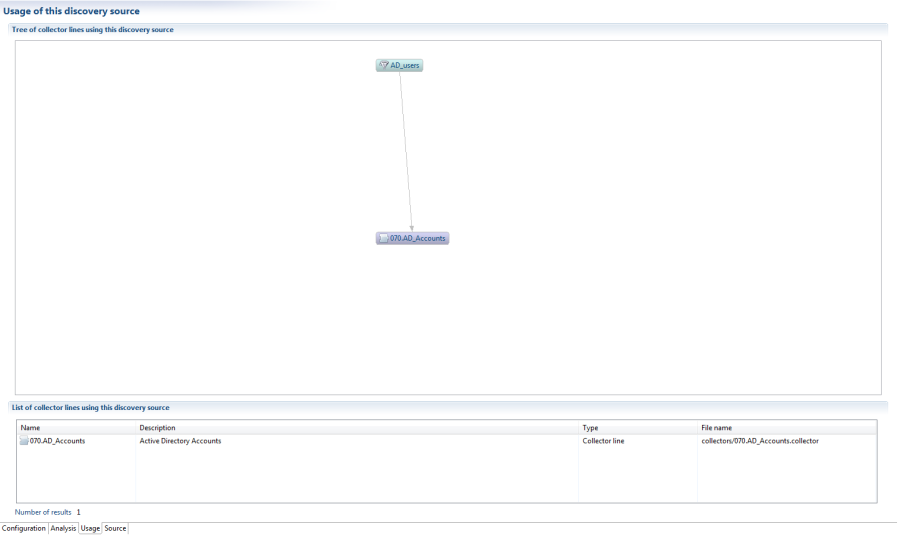 Usage of this discovery source
Tree of collector lines using this discovery source
AD_users
070.AD_Accounts
List of collector lines using this discovery source
Name Description Type File name
070.AD_Accounts Active Directory Accounts Collector line collectors/070.AD_Accounts.collector
Number of results 1
Configuration Analysis Usage Source